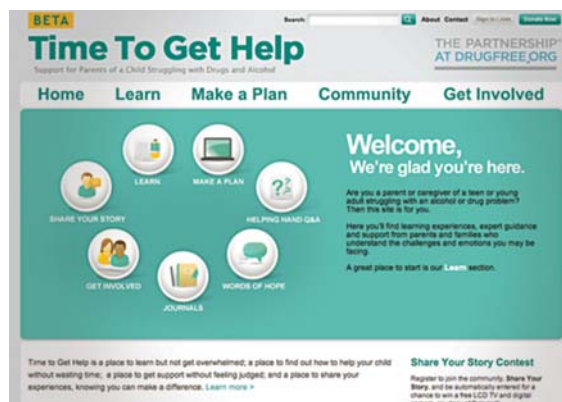 BETA
Search:
About Contact Sign In / Join Donate Now
Time To Get Help
Support for Parents of a Child Struggling with Drugs and Alcohol
THE PARTNERSHIP
AT DRUGFREE.ORG
Home Learn Make a Plan Community Get Involved
LEARN
MAKE A PLAN
SHARE YOUR STORY
HELPING HAND Q&A
GET INVOLVED
WORDS OF HOPE
JOURNALS
Welcome,
We're glad you're here.
Are you a parent or caregiver of a teen or young
adult struggling with an alcohol or drug problem?
Then this site is for you.
Here you'll find learning experiences, expert guidance
and support from parents and families who
understand the challenges and emotions you may be
facing.
A great place to start is our Learn section.
Time to Get Help is a place to learn but not get overwhelmed; a place to find out how to help your child
without wasting time; a place to get support without feeling judged; and a place to share your
experiences, knowing you can make a difference. Learn more >
Share Your Story Contest
Register to join the community, Share Your
Story, and be automatically entered for a
chance to win a free LCD TV and digital